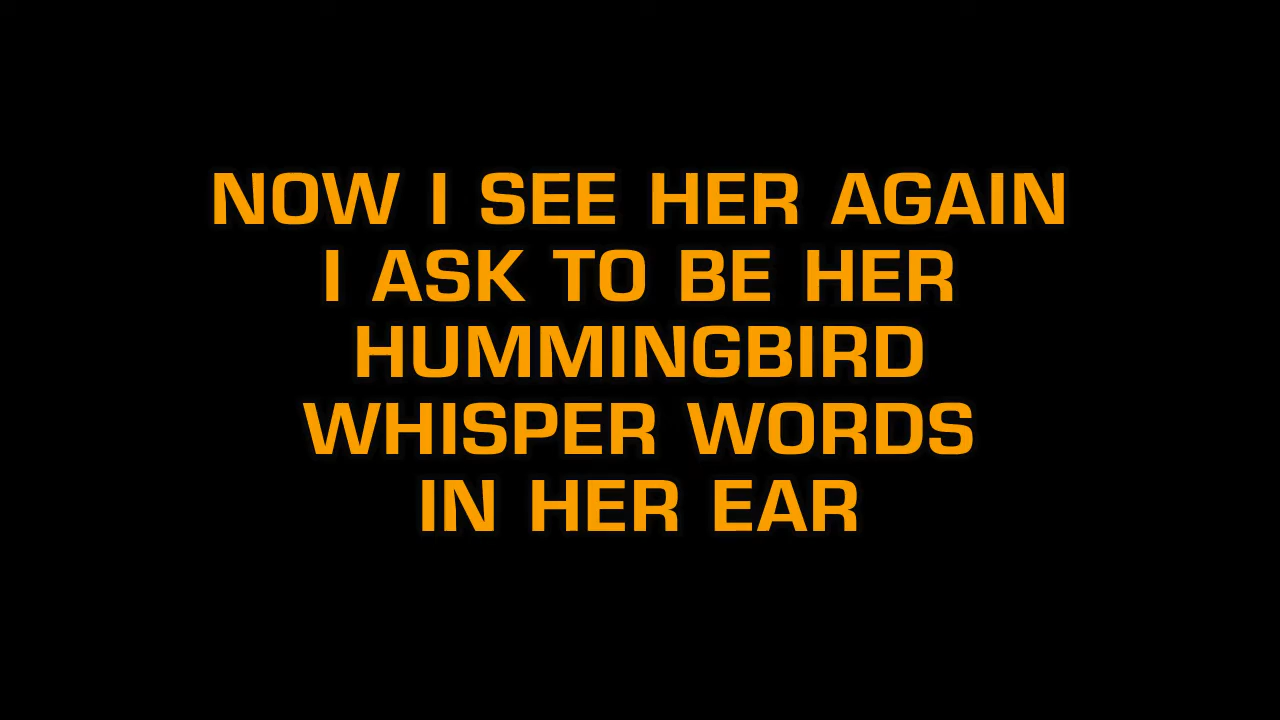 NOW I SEE HER AGAIN
I ASK TO BE HER
HUMMINGBIRD
WHISPER WORDS
IN HER EAR